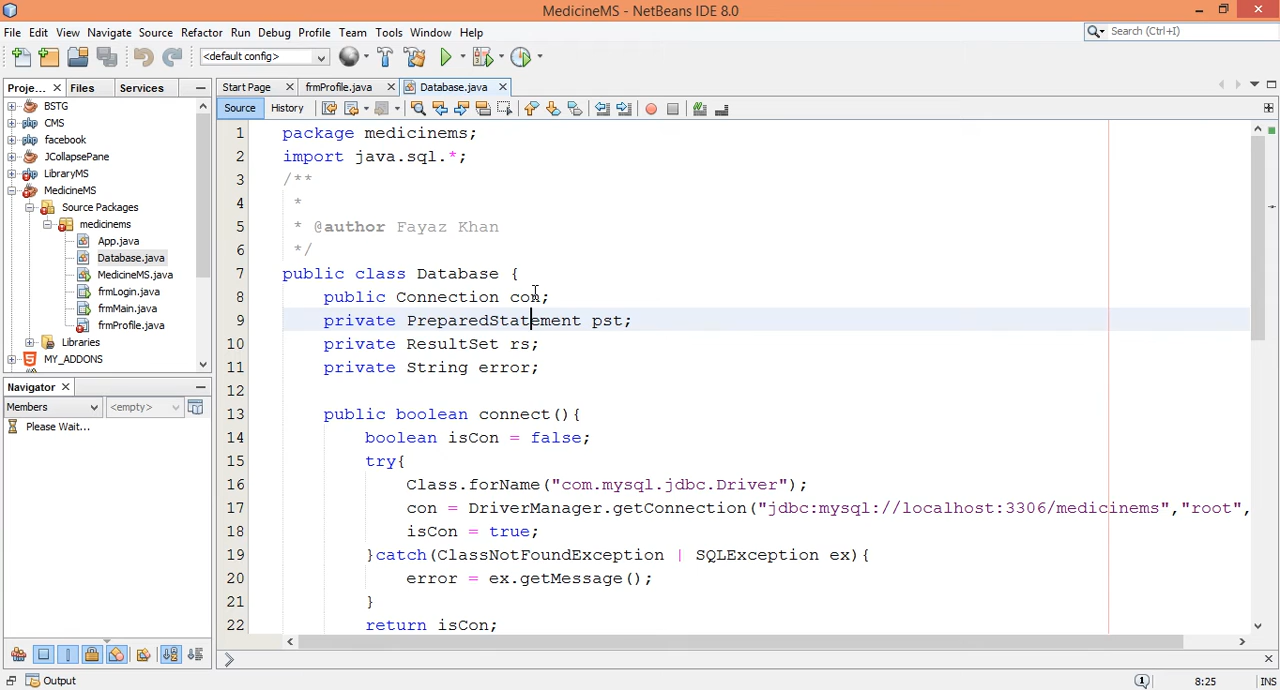 MedicineMS - NetBeans IDE 8.0
File Edit View Navigate Source Refactor Run Debug Profile Team Tools Window Help
Search (Ctrl+I)
<default config>
Proje... Files Services
Start Page frmProfile.java Database.java
Source History
BSTG
CMS
facebook
JCollapsePane
LibraryMS
MedicineMS
Source Packages
medicinems
App.java
Database.java
MedicineMS.java
frmLogin.java
frmMain.java
frmProfile.java
Libraries
MY_ADDONS
Navigator
Members <empty>
Please Wait...
1 package medicinems;
2 import java.sql.*;
3 /**
4 *
5 * @author Fayaz Khan
6 */
7 public class Database {
8 public Connection con;
9 private PreparedStatement pst;
10 private ResultSet rs;
11 private String error;
12
13 public boolean connect(){
14 boolean isCon = false;
15 try{
16 Class.forName("com.mysql.jdbc.Driver");
17 con = DriverManager.getConnection("jdbc:mysql://localhost:3306/medicinems","root",
18 isCon = true;
19 }catch(ClassNotFoundException | SQLException ex){
20 error = ex.getMessage();
21 }
22 return isCon;
Output
1
8:25
INS